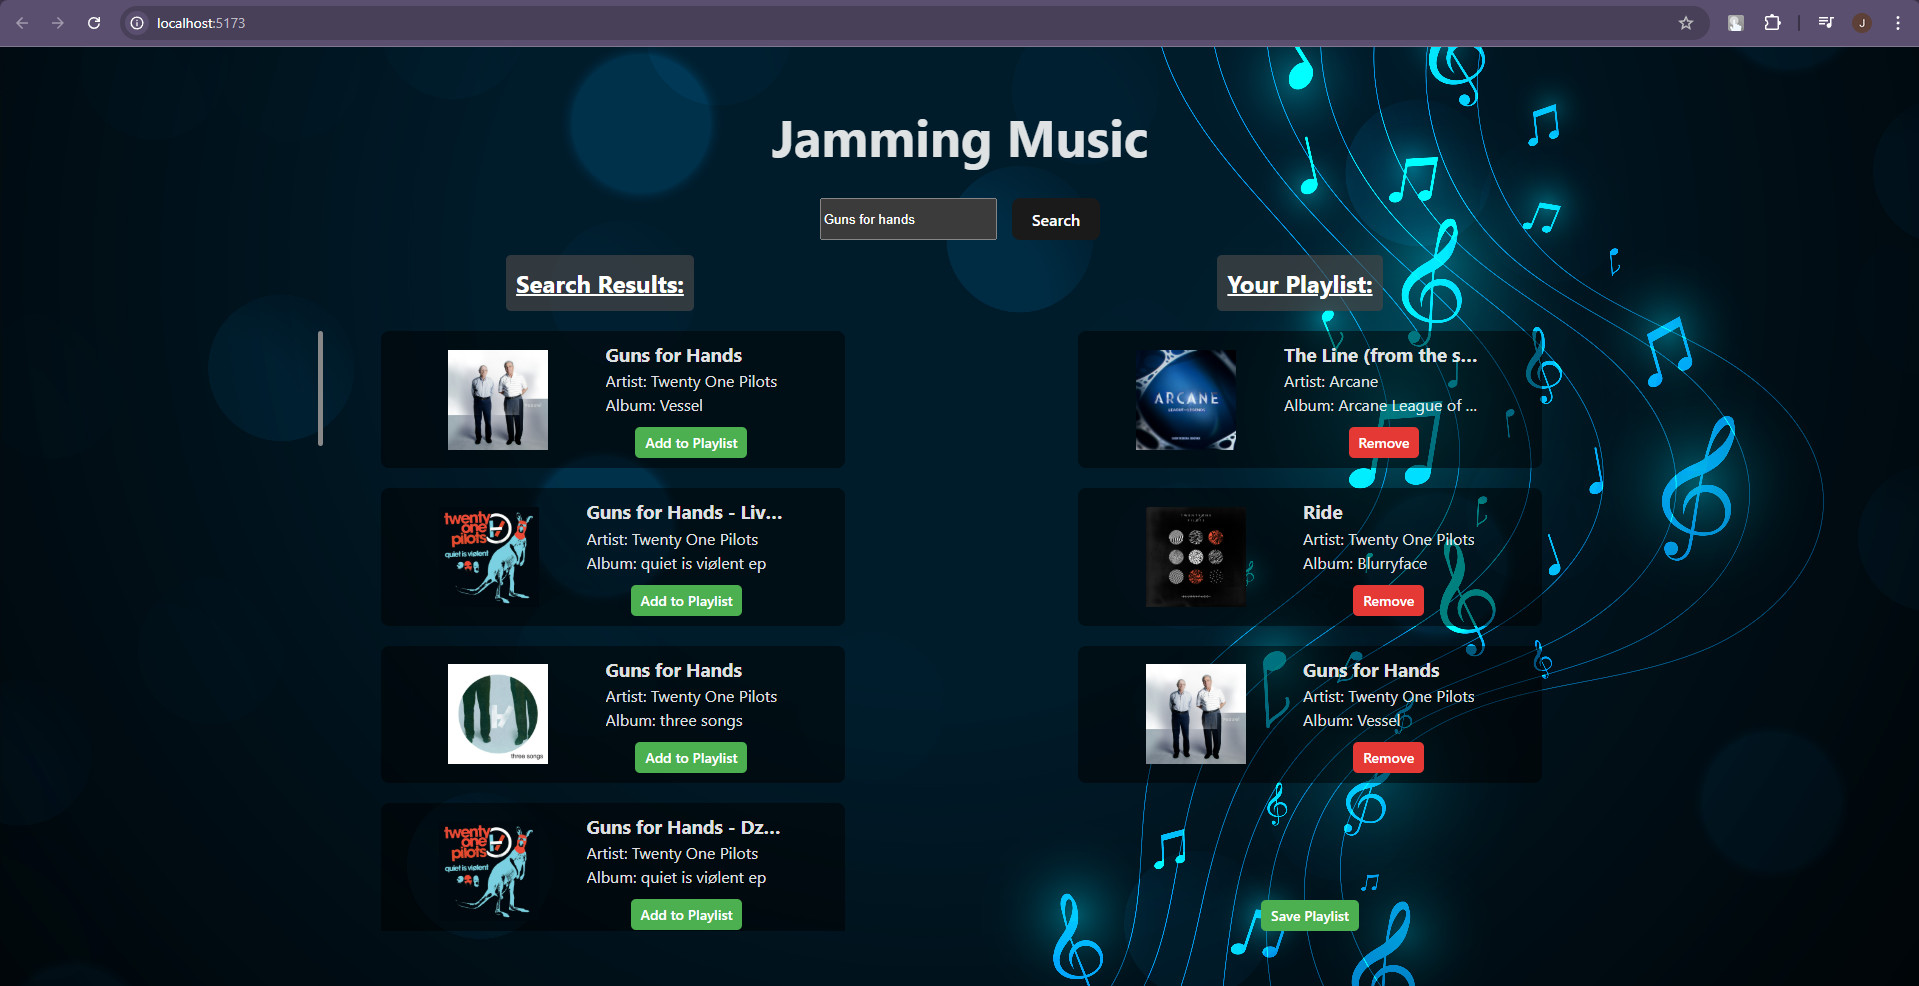 localhost:5173
J
Jamming Music
Guns for hands
Search
Search Results:
Guns for Hands
Artist: Twenty One Pilots
Album: Vessel
Add to Playlist
twenty
one
pilots
quiet is viølent
Guns for Hands - Liv...
Artist: Twenty One Pilots
Album: quiet is viølent ep
Add to Playlist
three songs
Guns for Hands
Artist: Twenty One Pilots
Album: three songs
Add to Playlist
twenty
one
pilots
quiet is viølent
Guns for Hands - Dz...
Artist: Twenty One Pilots
Album: quiet is viølent ep
Add to Playlist
Your Playlist:
ARCANE
The Line (from the s...
Artist: Arcane
Album: Arcane League of ...
Remove
Ride
Artist: Twenty One Pilots
Album: Blurryface
Remove
Guns for Hands
Artist: Twenty One Pilots
Album: Vessel
Remove
Save Playlist